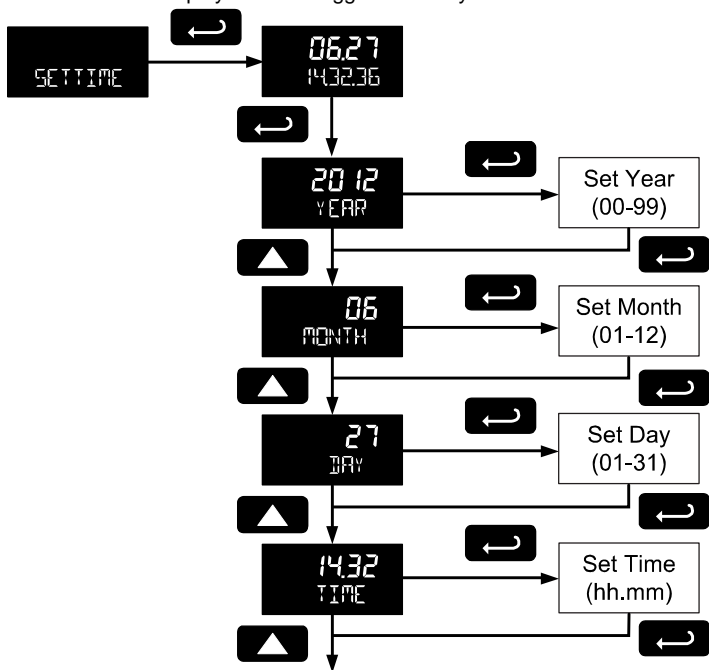 SETTIME
06.27
14.32.36
2012
YEAR
Set Year
(00-99)
06
MONTH
Set Month
(01-12)
27
DAY
Set Day
(01-31)
14.32
TIME
Set Time
(hh.mm)